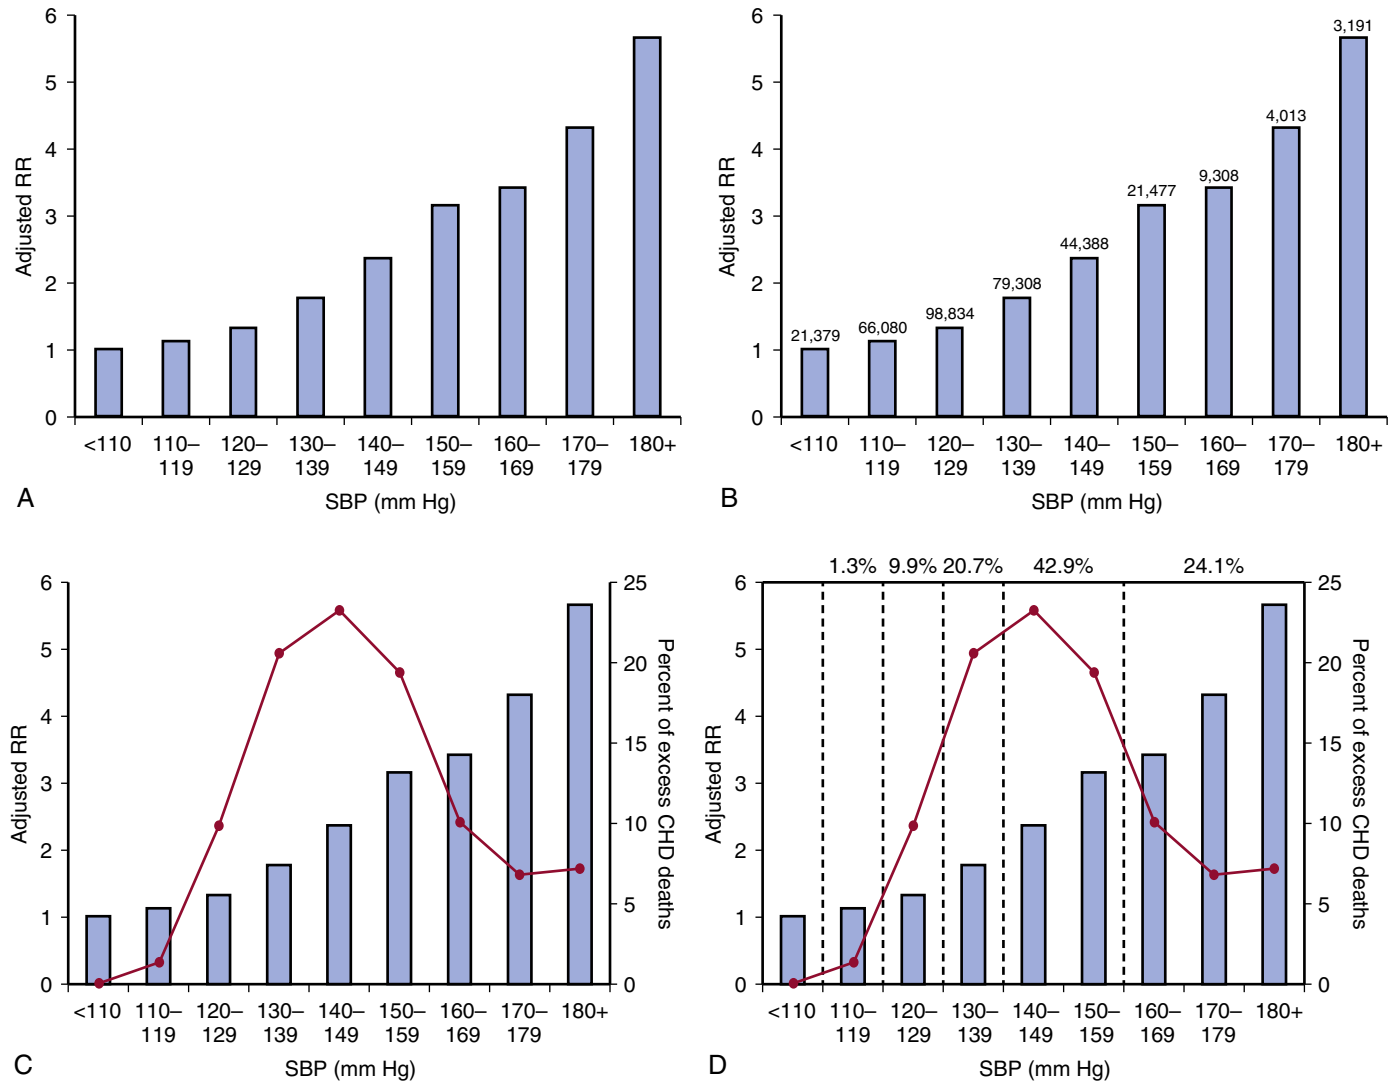 6
5
4
3
2
1
0
Adjusted RR
<110 110– 120– 130– 140– 150– 160– 170– 180+
119 129 139 149 159 169 179
SBP (mm Hg)
A
6
5
4
3
2
1
0
Adjusted RR
21,379 66,080 98,834 79,308 44,388 21,477 9,308 4,013 3,191
<110 110– 120– 130– 140– 150– 160– 170– 180+
119 129 139 149 159 169 179
SBP (mm Hg)
B
6
5
4
3
2
1
0
Adjusted RR
25
20
15
10
5
0
Percent of excess CHD deaths
<110 110– 120– 130– 140– 150– 160– 170– 180+
119 129 139 149 159 169 179
SBP (mm Hg)
C
1.3% 9.9% 20.7% 42.9% 24.1%
6
5
4
3
2
1
0
Adjusted RR
25
20
15
10
5
0
Percent of excess CHD deaths
<110 110– 120– 130– 140– 150– 160– 170– 180+
119 129 139 149 159 169 179
SBP (mm Hg)
D